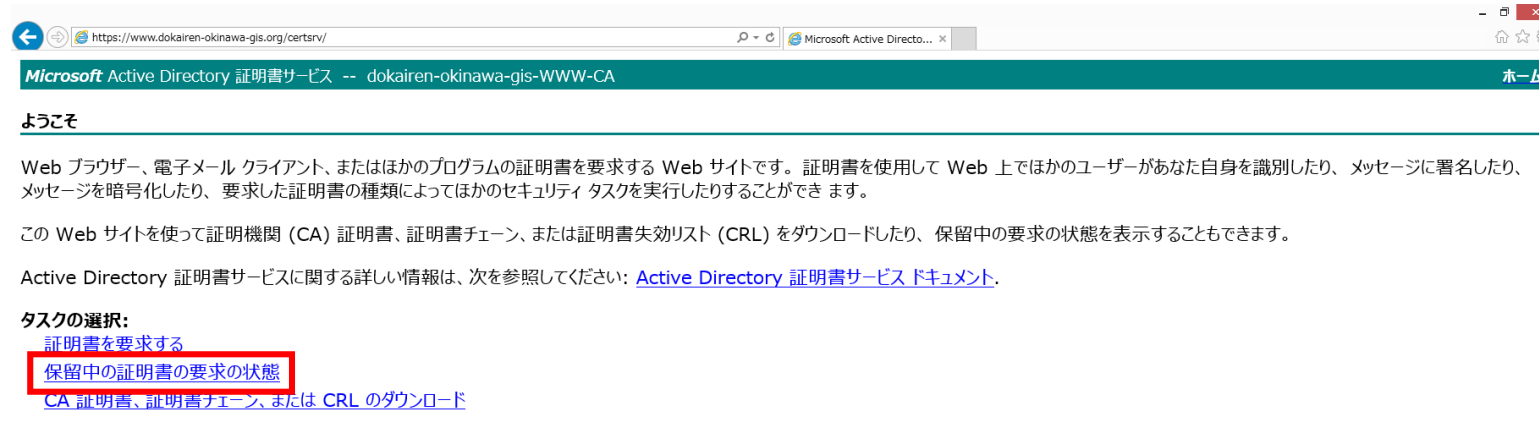 https://www.dokairen-okinawa-gis.org/certsrv/
Microsoft Active Directo...
Microsoft Active Directory 証明書サービス -- dokairen-okinawa-gis-WWW-CA
ホーム
ようこそ
Web ブラウザー、電子メール クライアント、またはほかのプログラムの証明書を要求する Web サイトです。証明書を使用して Web 上でほかのユーザーがあなた自身を識別したり、メッセージに署名したり、
メッセージを暗号化したり、要求した証明書の種類によってほかのセキュリティ タスクを実行したりすることができ ます。
この Web サイトを使って証明機関 (CA) 証明書、証明書チェーン、または証明書失効リスト (CRL) をダウンロードしたり、保留中の要求の状態を表示することもできます。
Active Directory 証明書サービスに関する詳しい情報は、次を参照してください: Active Directory 証明書サービス ドキュメント.
タスクの選択:
証明書を要求する
保留中の証明書の要求の状態
CA 証明書、証明書チェーン、または CRL のダウンロード